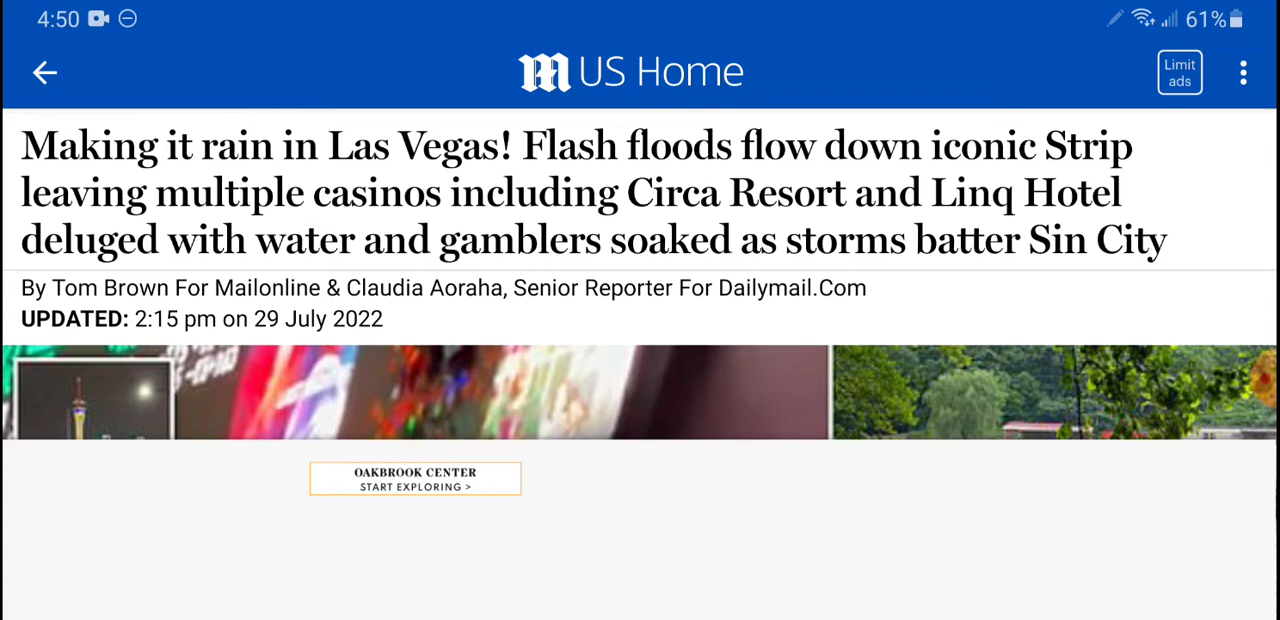 4:50 61%
US Home
Limit
ads
Making it rain in Las Vegas! Flash floods flow down iconic Strip
leaving multiple casinos including Circa Resort and Linq Hotel
deluged with water and gamblers soaked as storms batter Sin City
By Tom Brown For Mailonline & Claudia Aoraha, Senior Reporter For Dailymail.Com
UPDATED: 2:15 pm on 29 July 2022
OAKBROOK CENTER
START EXPLORING >